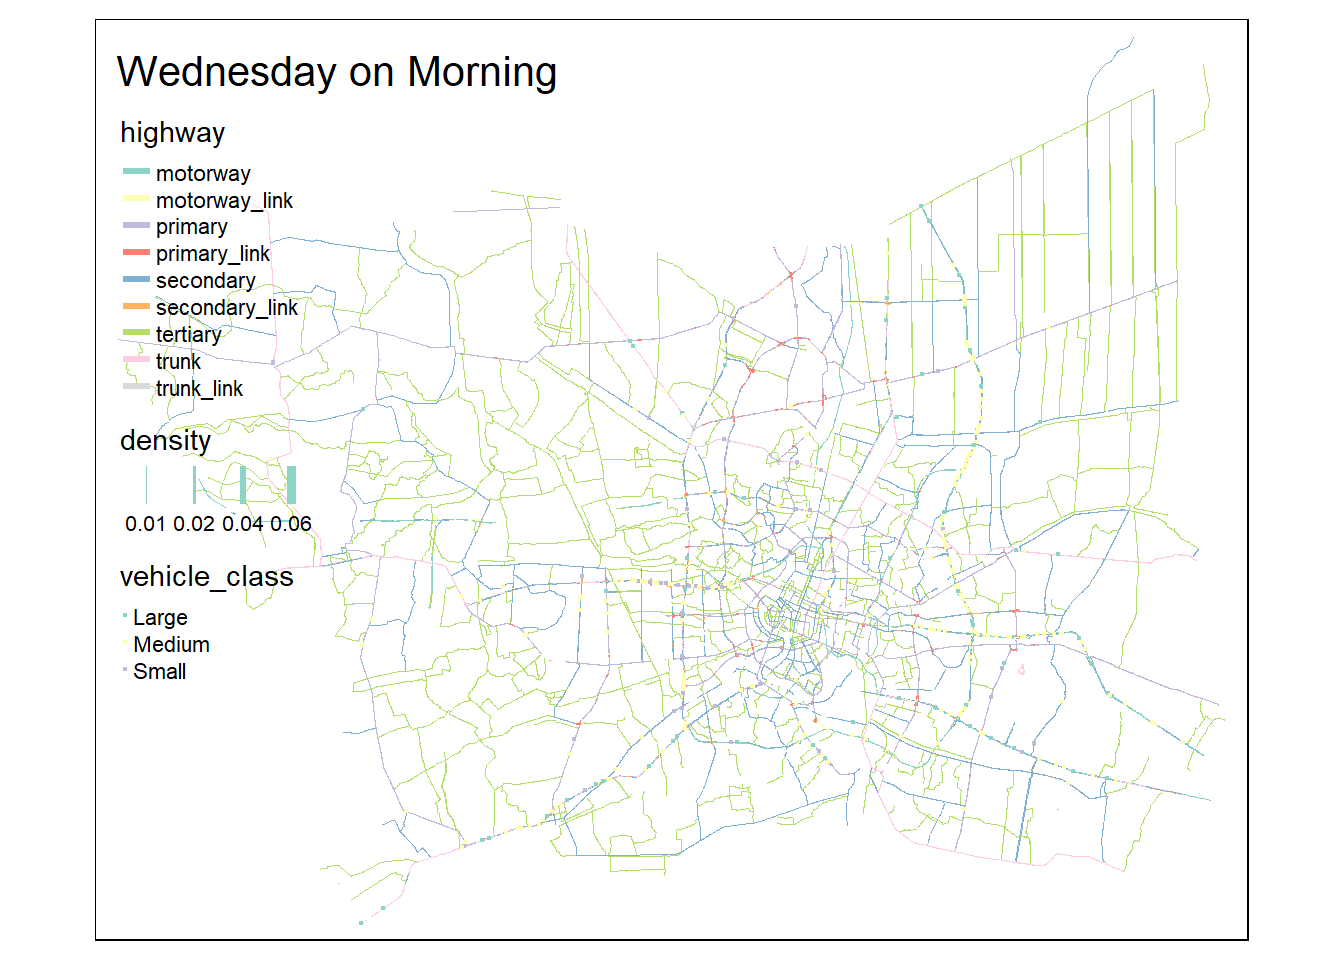 Wednesday on Morning
highway
motorway
motorway_link
primary
primary_link
secondary
secondary_link
tertiary
trunk
trunk_link
density
0.01 0.02 0.04 0.06
vehicle_class
Large
Medium
Small